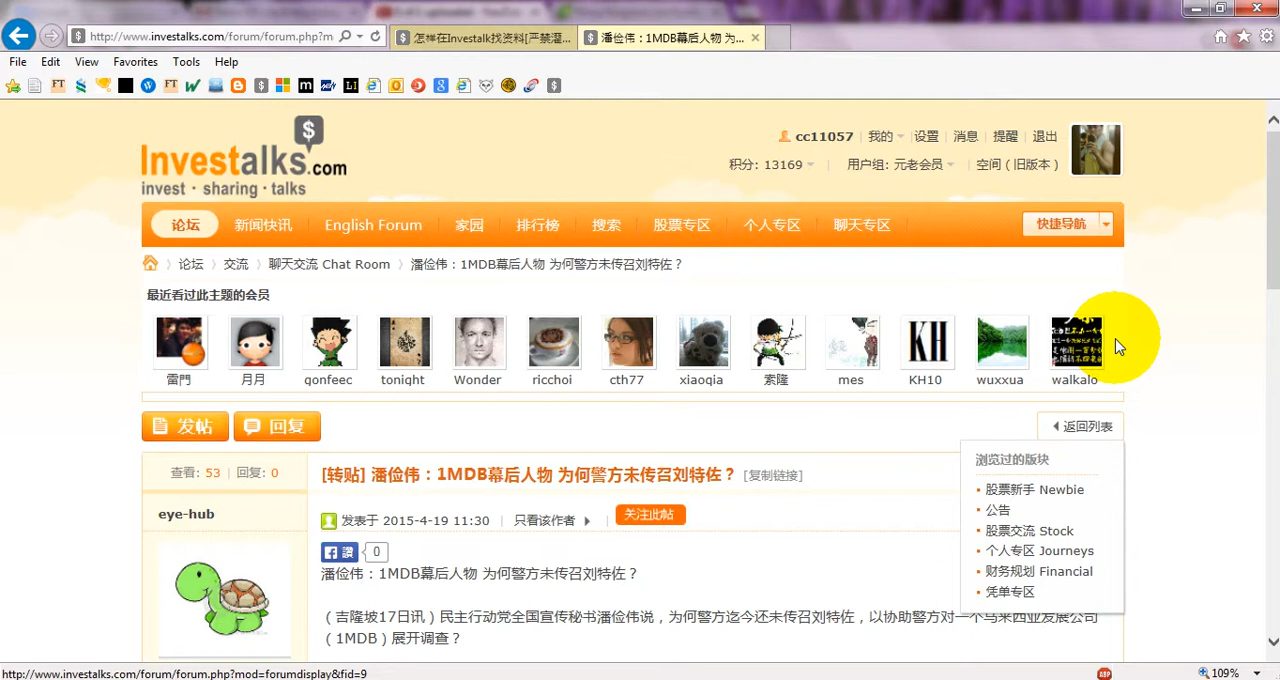 http://www.investalks.com/forum/forum.php?m
怎样在Investalk找资料[严禁灌...
潘俭伟：1MDB幕后人物 为...
File Edit View Favorites Tools Help
$
Investalks.com
invest · sharing · talks
cc11057 我的 设置 消息 提醒 退出
积分: 13169 用户组: 元老会员 空间（旧版本）
论坛 新闻快讯 English Forum 家园 排行榜 搜索 股票专区 个人专区 聊天专区 快捷导航
论坛 › 交流 › 聊天交流 Chat Room › 潘俭伟：1MDB幕后人物 为何警方未传召刘特佐？
最近看过此主题的会员
KH
雷門 月月 gonfeec tonight Wonder ricchoi cth77 xiaoqia 索隆 mes KH10 wuxxua walkalo
发帖 回复 返回列表
浏览过的版块
股票新手 Newbie
公告
股票交流 Stock
个人专区 Journeys
财务规划 Financial
凭单专区
查看: 53 回复: 0
[转贴] 潘俭伟：1MDB幕后人物 为何警方未传召刘特佐？ [复制链接]
eye-hub
发表于 2015-4-19 11:30 只看该作者 关注此帖
讚 0
潘俭伟：1MDB幕后人物 为何警方未传召刘特佐？
（吉隆坡17日讯）民主行动党全国宣传秘书潘俭伟说，为何警方迄今还未传召刘特佐，以协助警方对一个马来西亚发展公司
（1MDB）展开调查？
http://www.investalks.com/forum/forum.php?mod=forumdisplay&fid=9
ABP
109%